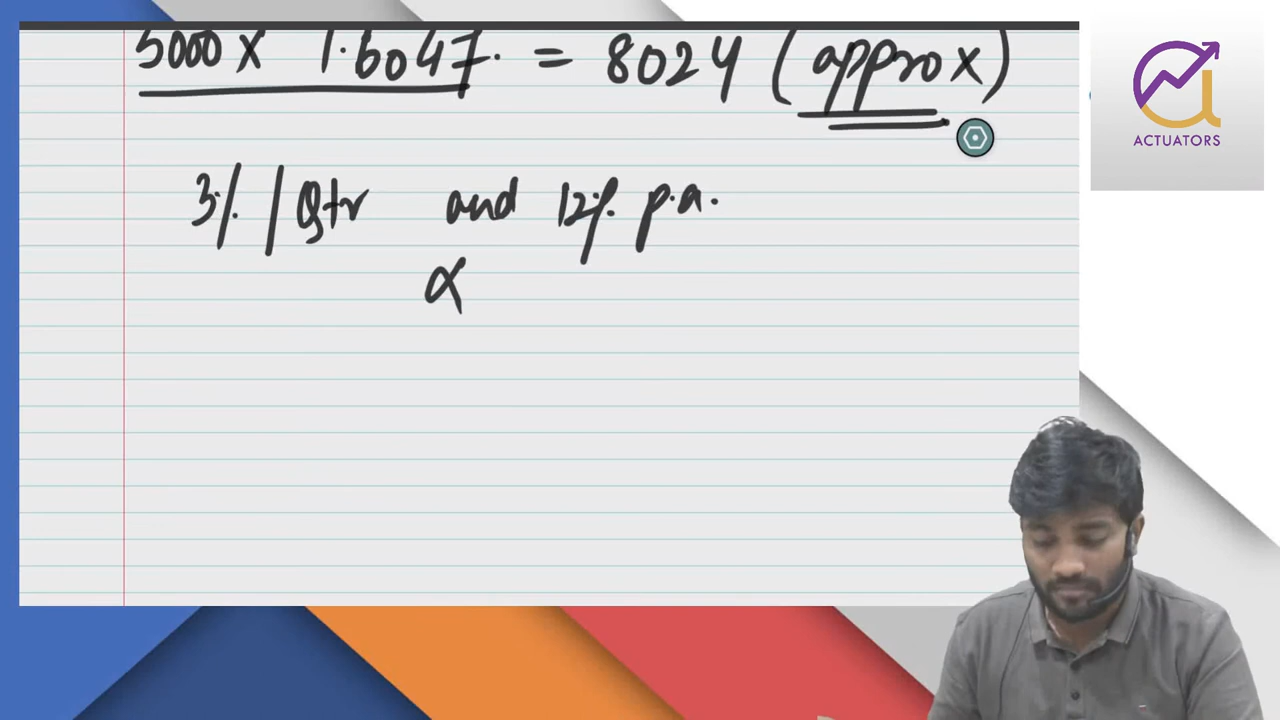 5000 x 1.6047. = 8024 (approx)
3% / Qtr and 12% p.a.
α
ACTUATORS